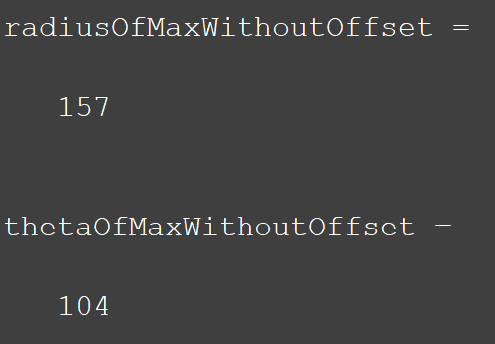 radiusOfMaxWithoutOffset =
157
thetaOfMaxWithoutOffset =
104